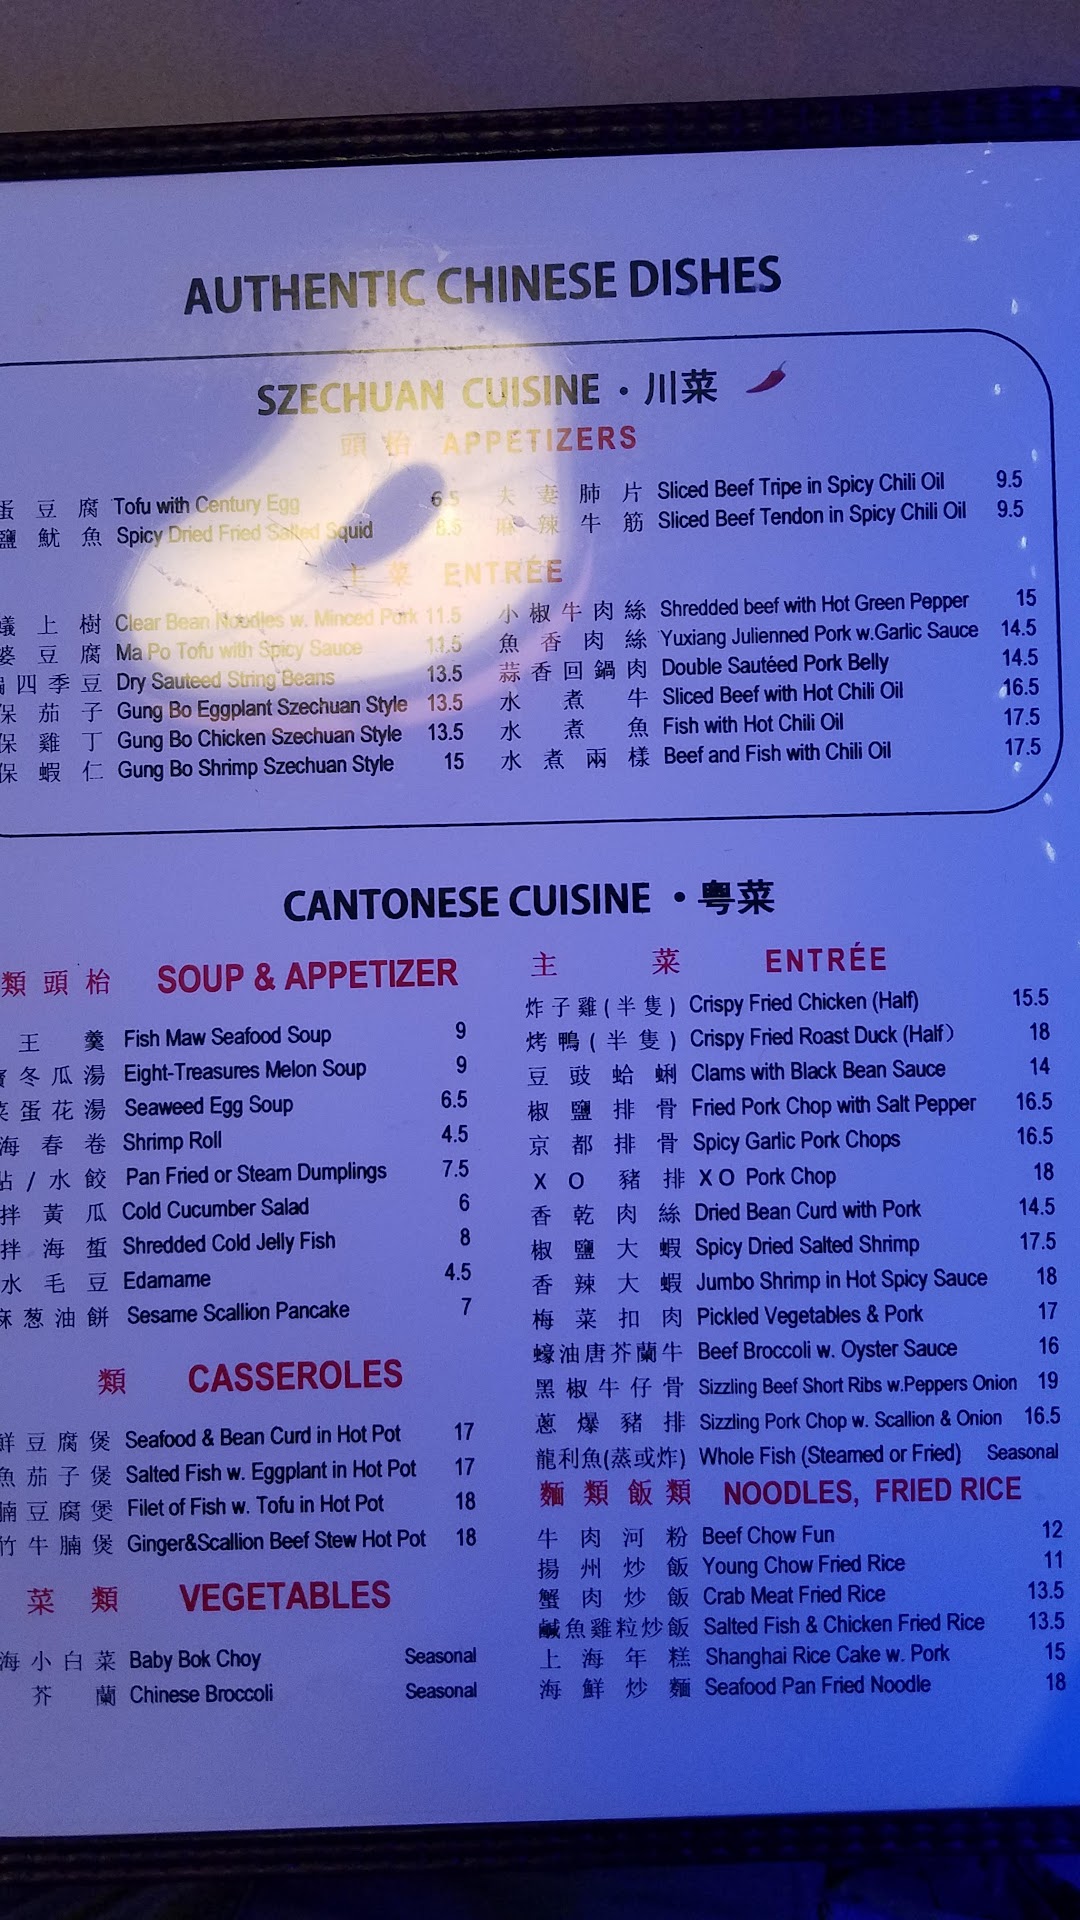 AUTHENTIC CHINESE DISHES
SZECHUAN CUISINE · 川菜
頭 枱 APPETIZERS
蛋 豆 腐 Tofu with Century Egg 6.5
鹽 魷 魚 Spicy Dried Fried Salted Squid 8.5
夫 妻 肺 片 Sliced Beef Tripe in Spicy Chili Oil 9.5
麻 辣 牛 筋 Sliced Beef Tendon in Spicy Chili Oil 9.5
主 菜 ENTRÉE
蟻 上 樹 Clear Bean Noodles w. Minced Pork 11.5
婆 豆 腐 Ma Po Tofu with Spicy Sauce 11.5
四 季 豆 Dry Sauteed String Beans 13.5
保 茄 子 Gung Bo Eggplant Szechuan Style 13.5
保 雞 丁 Gung Bo Chicken Szechuan Style 13.5
保 蝦 仁 Gung Bo Shrimp Szechuan Style 15
小 椒 牛 肉 絲 Shredded beef with Hot Green Pepper 15
魚 香 肉 絲 Yuxiang Julienned Pork w.Garlic Sauce 14.5
蒜 香 回 鍋 肉 Double Sautéed Pork Belly 14.5
水 煮 牛 Sliced Beef with Hot Chili Oil 16.5
水 煮 魚 Fish with Hot Chili Oil 17.5
水 煮 兩 樣 Beef and Fish with Chili Oil 17.5
CANTONESE CUISINE · 粤菜
類 頭 枱 SOUP & APPETIZER
王 羹 Fish Maw Seafood Soup 9
寶 冬 瓜 湯 Eight-Treasures Melon Soup 9
菜 蛋 花 湯 Seaweed Egg Soup 6.5
海 春 卷 Shrimp Roll 4.5
貼 / 水 餃 Pan Fried or Steam Dumplings 7.5
拌 黃 瓜 Cold Cucumber Salad 6
拌 海 蜇 Shredded Cold Jelly Fish 8
水 毛 豆 Edamame 4.5
麻 葱 油 餅 Sesame Scallion Pancake 7
類 CASSEROLES
鮮 豆 腐 煲 Seafood & Bean Curd in Hot Pot 17
魚 茄 子 煲 Salted Fish w. Eggplant in Hot Pot 17
腩 豆 腐 煲 Filet of Fish w. Tofu in Hot Pot 18
竹 牛 腩 煲 Ginger&Scallion Beef Stew Hot Pot 18
菜 類 VEGETABLES
海 小 白 菜 Baby Bok Choy Seasonal
芥 蘭 Chinese Broccoli Seasonal
主 菜 ENTRÉE
炸 子 雞 ( 半 隻 ) Crispy Fried Chicken (Half) 15.5
烤 鴨 ( 半 隻 ) Crispy Fried Roast Duck (Half) 18
豆 豉 蛤 蜊 Clams with Black Bean Sauce 14
椒 鹽 排 骨 Fried Pork Chop with Salt Pepper 16.5
京 都 排 骨 Spicy Garlic Pork Chops 16.5
X O 豬 排 X O Pork Chop 18
香 乾 肉 絲 Dried Bean Curd with Pork 14.5
椒 鹽 大 蝦 Spicy Dried Salted Shrimp 17.5
香 辣 大 蝦 Jumbo Shrimp in Hot Spicy Sauce 18
梅 菜 扣 肉 Pickled Vegetables & Pork 17
蠔油唐芥蘭牛 Beef Broccoli w. Oyster Sauce 16
黑 椒 牛 仔 骨 Sizzling Beef Short Ribs w.Peppers Onion 19
蔥 爆 豬 排 Sizzling Pork Chop w. Scallion & Onion 16.5
龍利魚(蒸或炸) Whole Fish (Steamed or Fried) Seasonal
麵 類 飯 類 NOODLES, FRIED RICE
牛 肉 河 粉 Beef Chow Fun 12
揚 州 炒 飯 Young Chow Fried Rice 11
蟹 肉 炒 飯 Crab Meat Fried Rice 13.5
鹹魚雞粒炒飯 Salted Fish & Chicken Fried Rice 13.5
上 海 年 糕 Shanghai Rice Cake w. Pork 15
海 鮮 炒 麵 Seafood Pan Fried Noodle 18